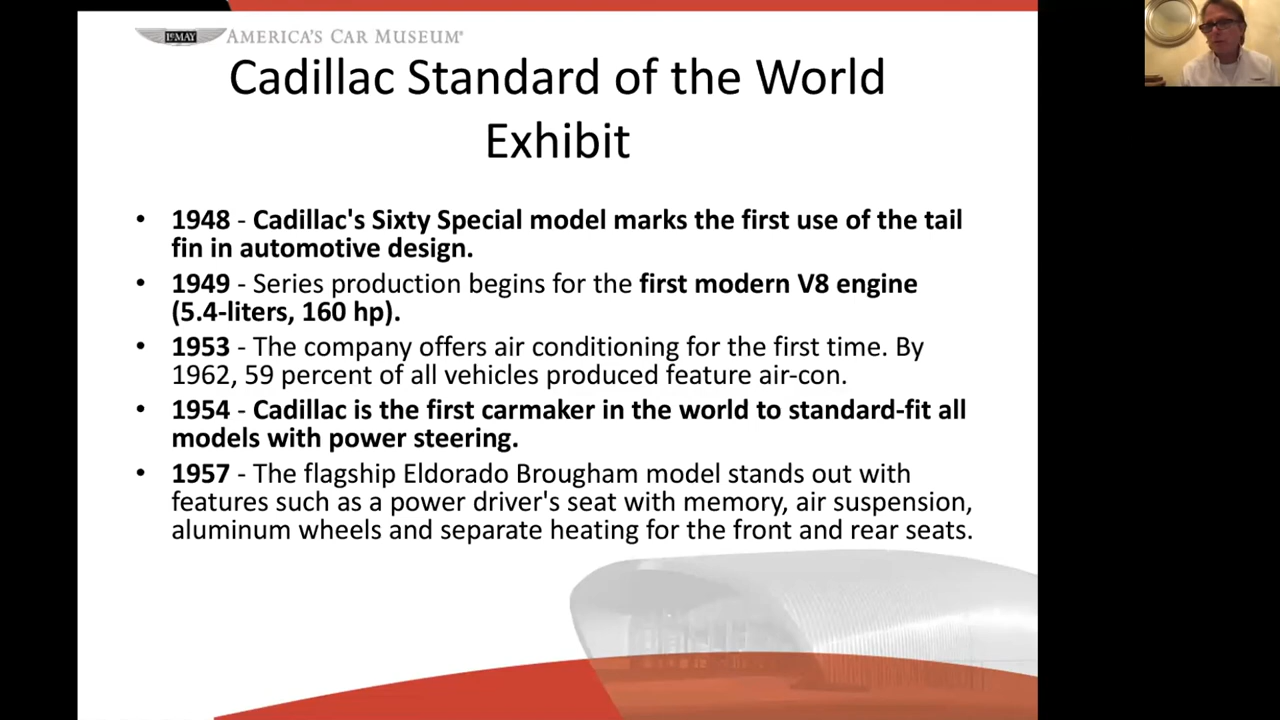 LeMAY
AMERICA'S CAR MUSEUM®
Cadillac Standard of the World
Exhibit
• 1948 - Cadillac's Sixty Special model marks the first use of the tail
fin in automotive design.
• 1949 - Series production begins for the first modern V8 engine
(5.4-liters, 160 hp).
• 1953 - The company offers air conditioning for the first time. By
1962, 59 percent of all vehicles produced feature air-con.
• 1954 - Cadillac is the first carmaker in the world to standard-fit all
models with power steering.
• 1957 - The flagship Eldorado Brougham model stands out with
features such as a power driver's seat with memory, air suspension,
aluminum wheels and separate heating for the front and rear seats.